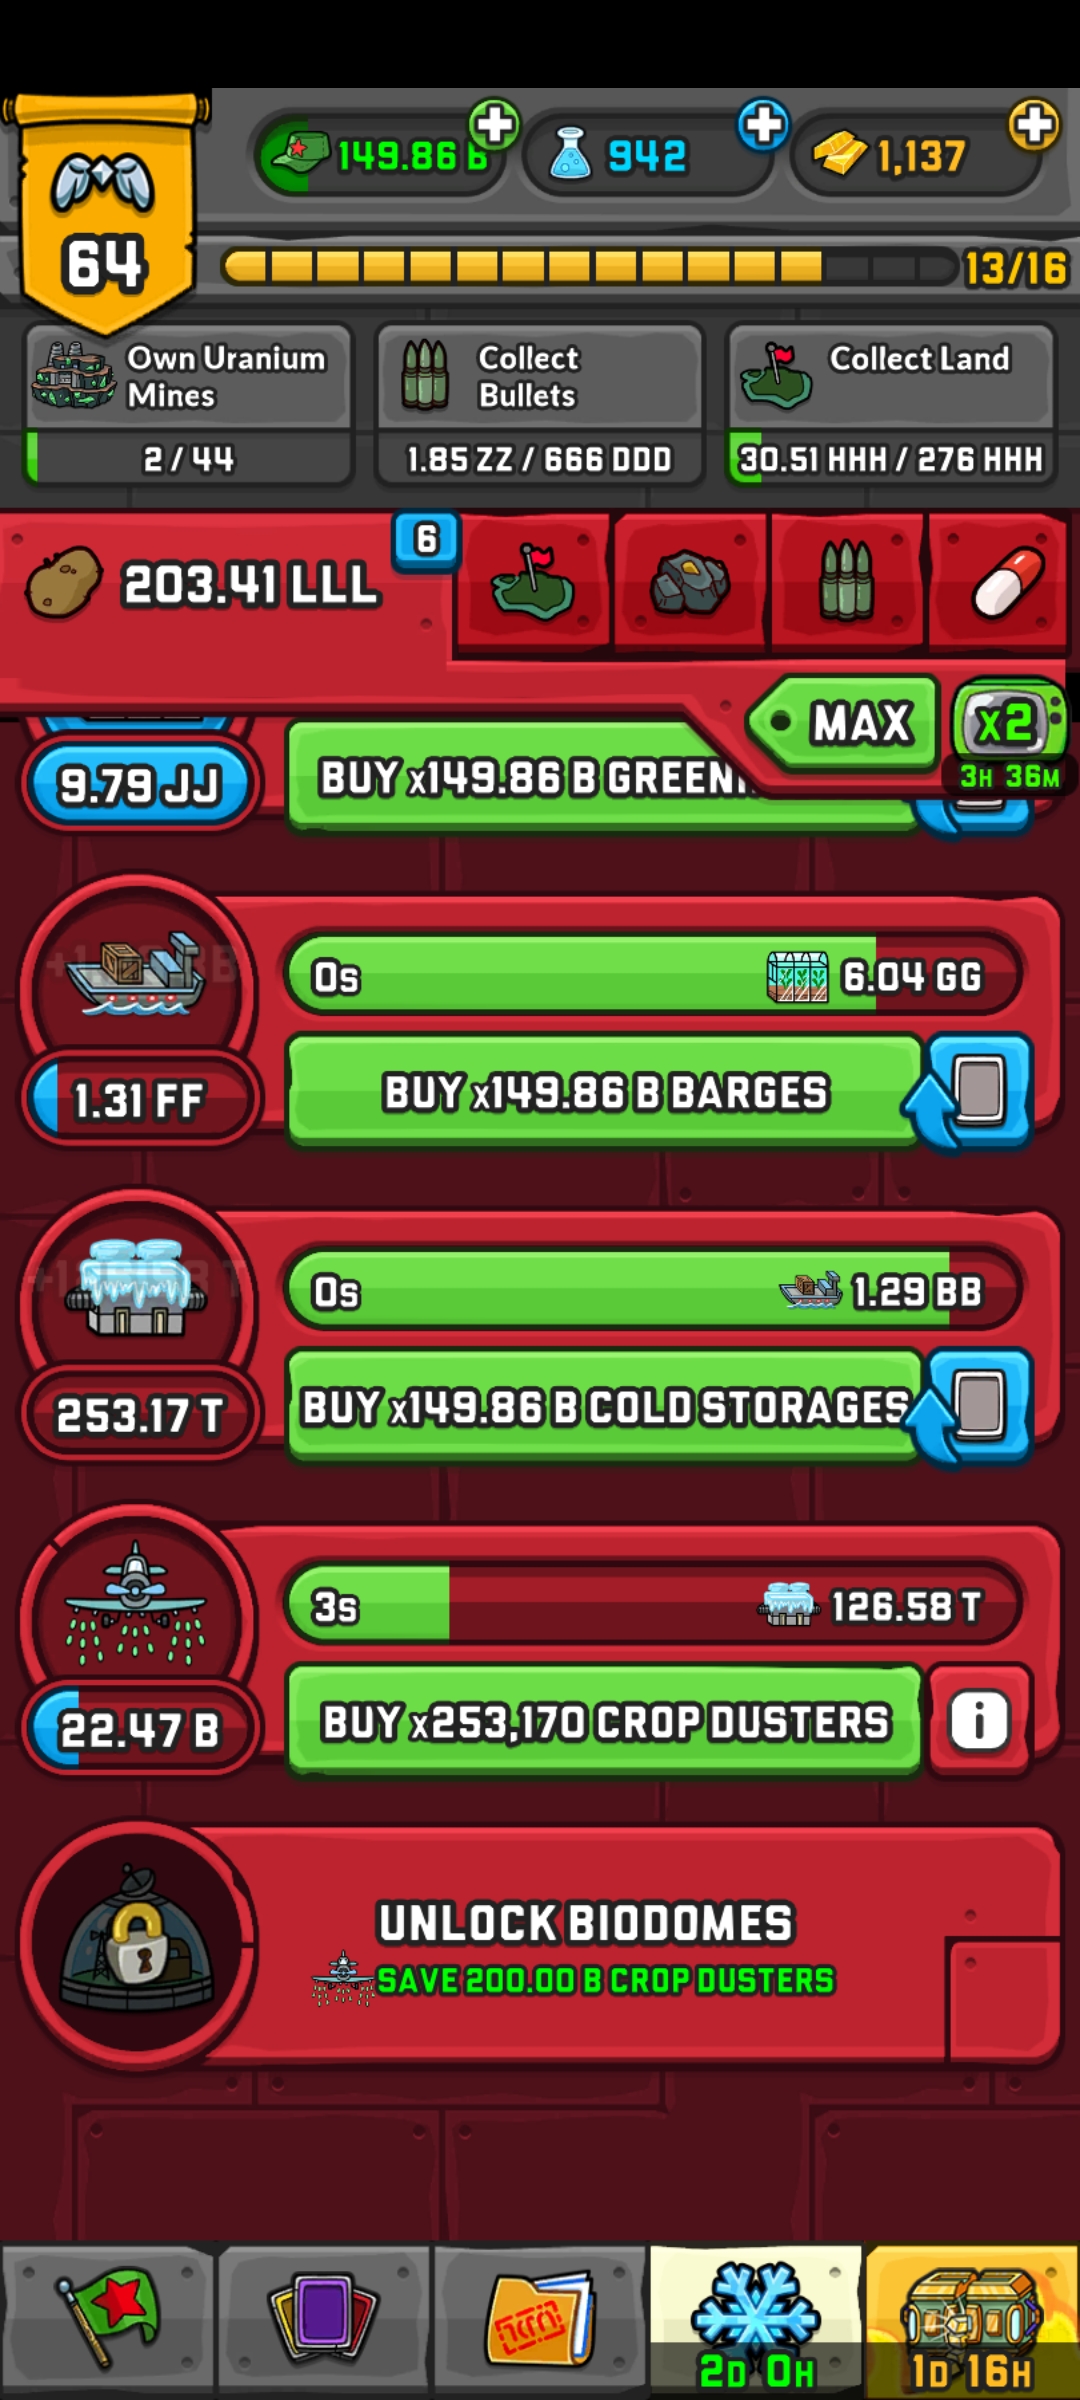 149.86 B
942
1,137
64
13/16
Own Uranium
Mines
Collect
Bullets
Collect Land
2 / 44
1.85 ZZ / 666 DDD
30.51 HHH / 276 HHH
6
203.41 LLL
MAX
x2
3H 36M
9.79 JJ
BUY x149.86 B
0s
6.04 GG
1.31 FF
BUY x149.86 B BARGES
0s
1.29 BB
253.17 T
BUY x149.86 B COLD STORAGES
3s
126.58 T
22.47 B
BUY x253,170 CROP DUSTERS
i
UNLOCK BIODOMES
SAVE 200.00 B CROP DUSTERS
2D 0H
1D 16H